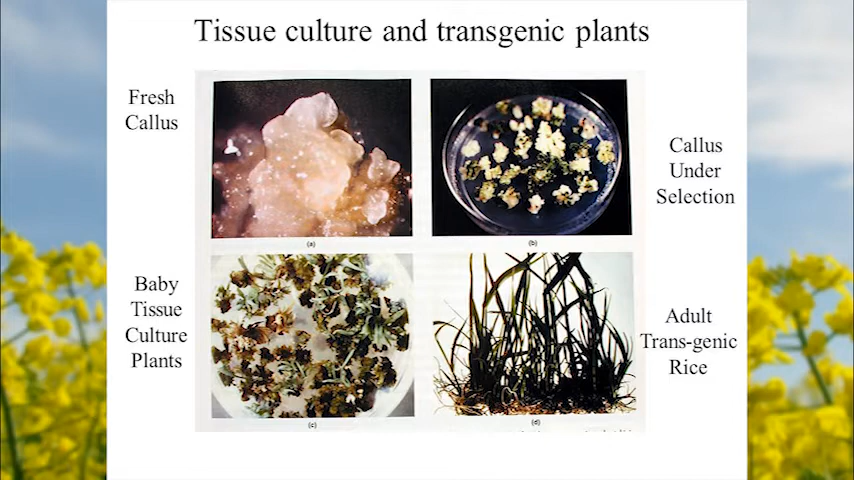 Tissue culture and transgenic plants
Fresh
Callus
Callus
Under
Selection
(a)
(b)
Baby
Tissue
Culture
Plants
Adult
Trans-genic
Rice
(c)
(d)